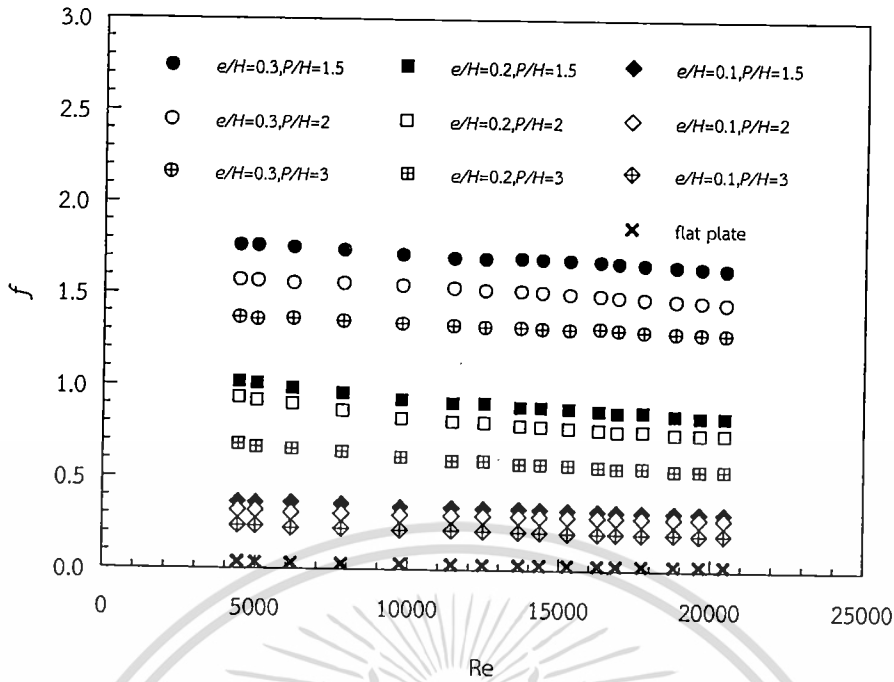 3.0
e/H=0.3,P/H=1.5 e/H=0.2,P/H=1.5 e/H=0.1,P/H=1.5
2.5
e/H=0.3,P/H=2 e/H=0.2,P/H=2 e/H=0.1,P/H=2
e/H=0.3,P/H=3 e/H=0.2,P/H=3 e/H=0.1,P/H=3
2.0
flat plate
f
1.5
1.0
0.5
0.0
0 5000 10000 15000 20000 25000
Re